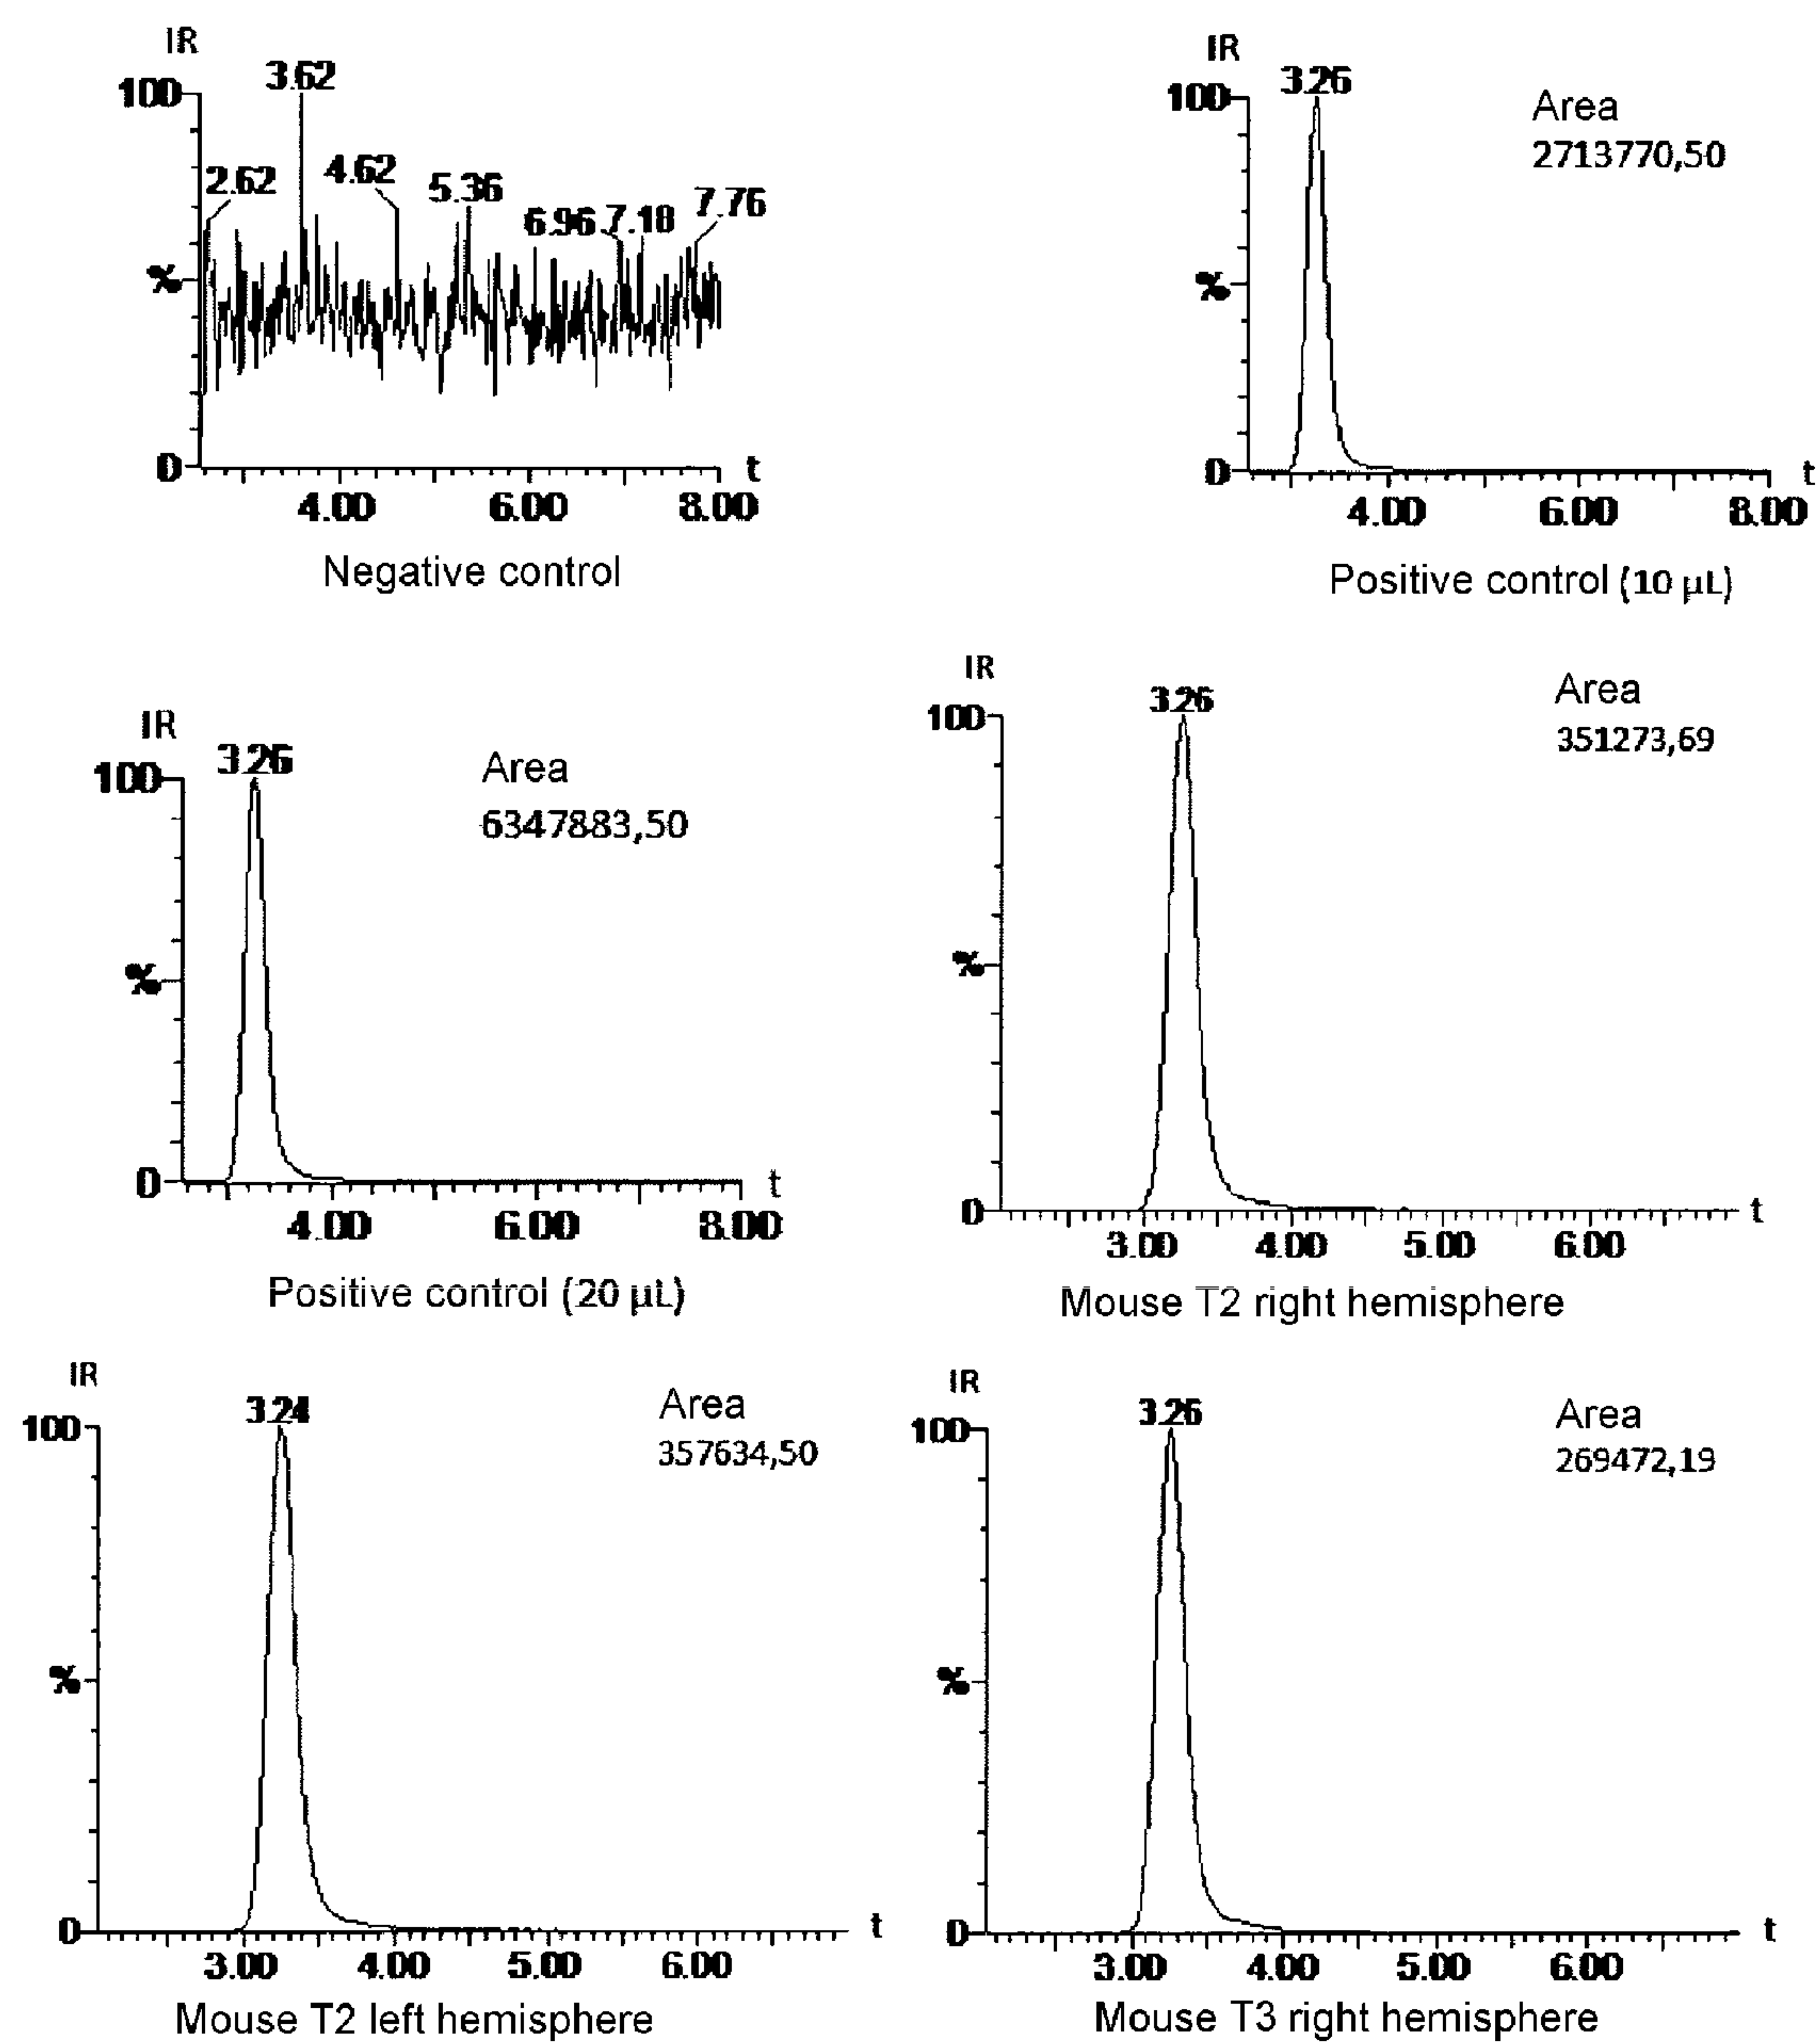 IR
100
3.62
2.62
4.62
5.36
6.96
7.18
7.76
%
0
t
4.00 6.00 8.00
Negative control
IR
100
3.26
Area
2713770,50
%
0
t
4.00 6.00 8.00
Positive control (10 µL)
IR
100
3.26
Area
6347883,50
%
0
t
4.00 6.00 8.00
Positive control (20 µL)
IR
100
3.26
Area
351273,69
%
0
t
3.00 4.00 5.00 6.00
Mouse T2 right hemisphere
IR
100
3.24
Area
357634,50
%
0
t
3.00 4.00 5.00 6.00
Mouse T2 left hemisphere
IR
100
3.26
Area
269472,19
%
0
t
3.00 4.00 5.00 6.00
Mouse T3 right hemisphere